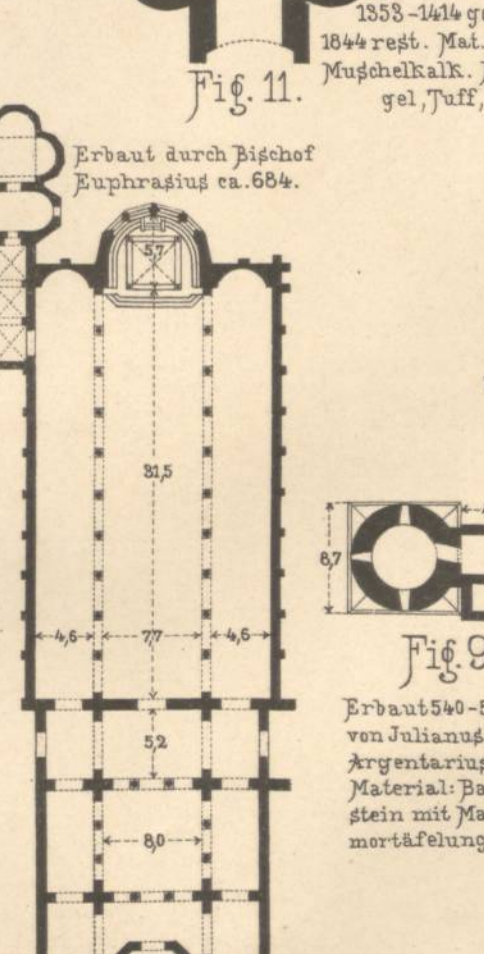 1353-1414
1844 rest. Mat.
Muschelkalk.
gel, Tuff,
Fig. 11.
Erbaut durch Bischof
Euphrasius ca. 684.
5,7
31,5
4,6 7,7 4,6
5,2
8,0
8,7
Fig. 9
Erbaut 540-5
von Julianus
Argentarius
Material: Ba
stein mit Ma
mortäfelung